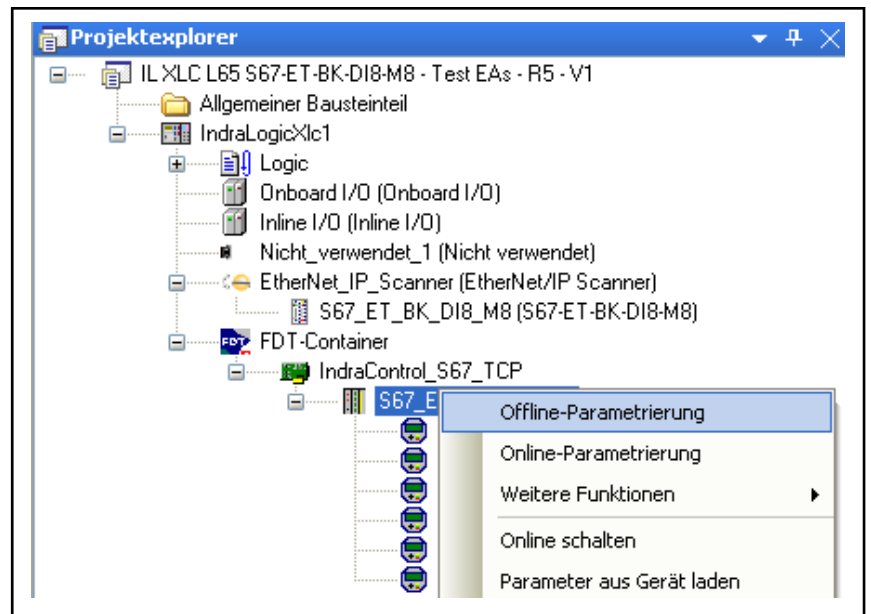 Projektexplorer
IL XLC L65 S67-ET-BK-DI8-M8 - Test EAs - R5 - V1
Allgemeiner Bausteinteil
IndraLogicXlc1
Logic
Onboard I/O (Onboard I/O)
Inline I/O (Inline I/O)
Nicht_verwendet_1 (Nicht verwendet)
EtherNet_IP_Scanner (EtherNet/IP Scanner)
S67_ET_BK_DI8_M8 (S67-ET-BK-DI8-M8)
FDT FDT-Container
IndraControl_S67_TCP
S67_E
Offline-Parametrierung
Online-Parametrierung
Weitere Funktionen
Online schalten
Parameter aus Gerät laden